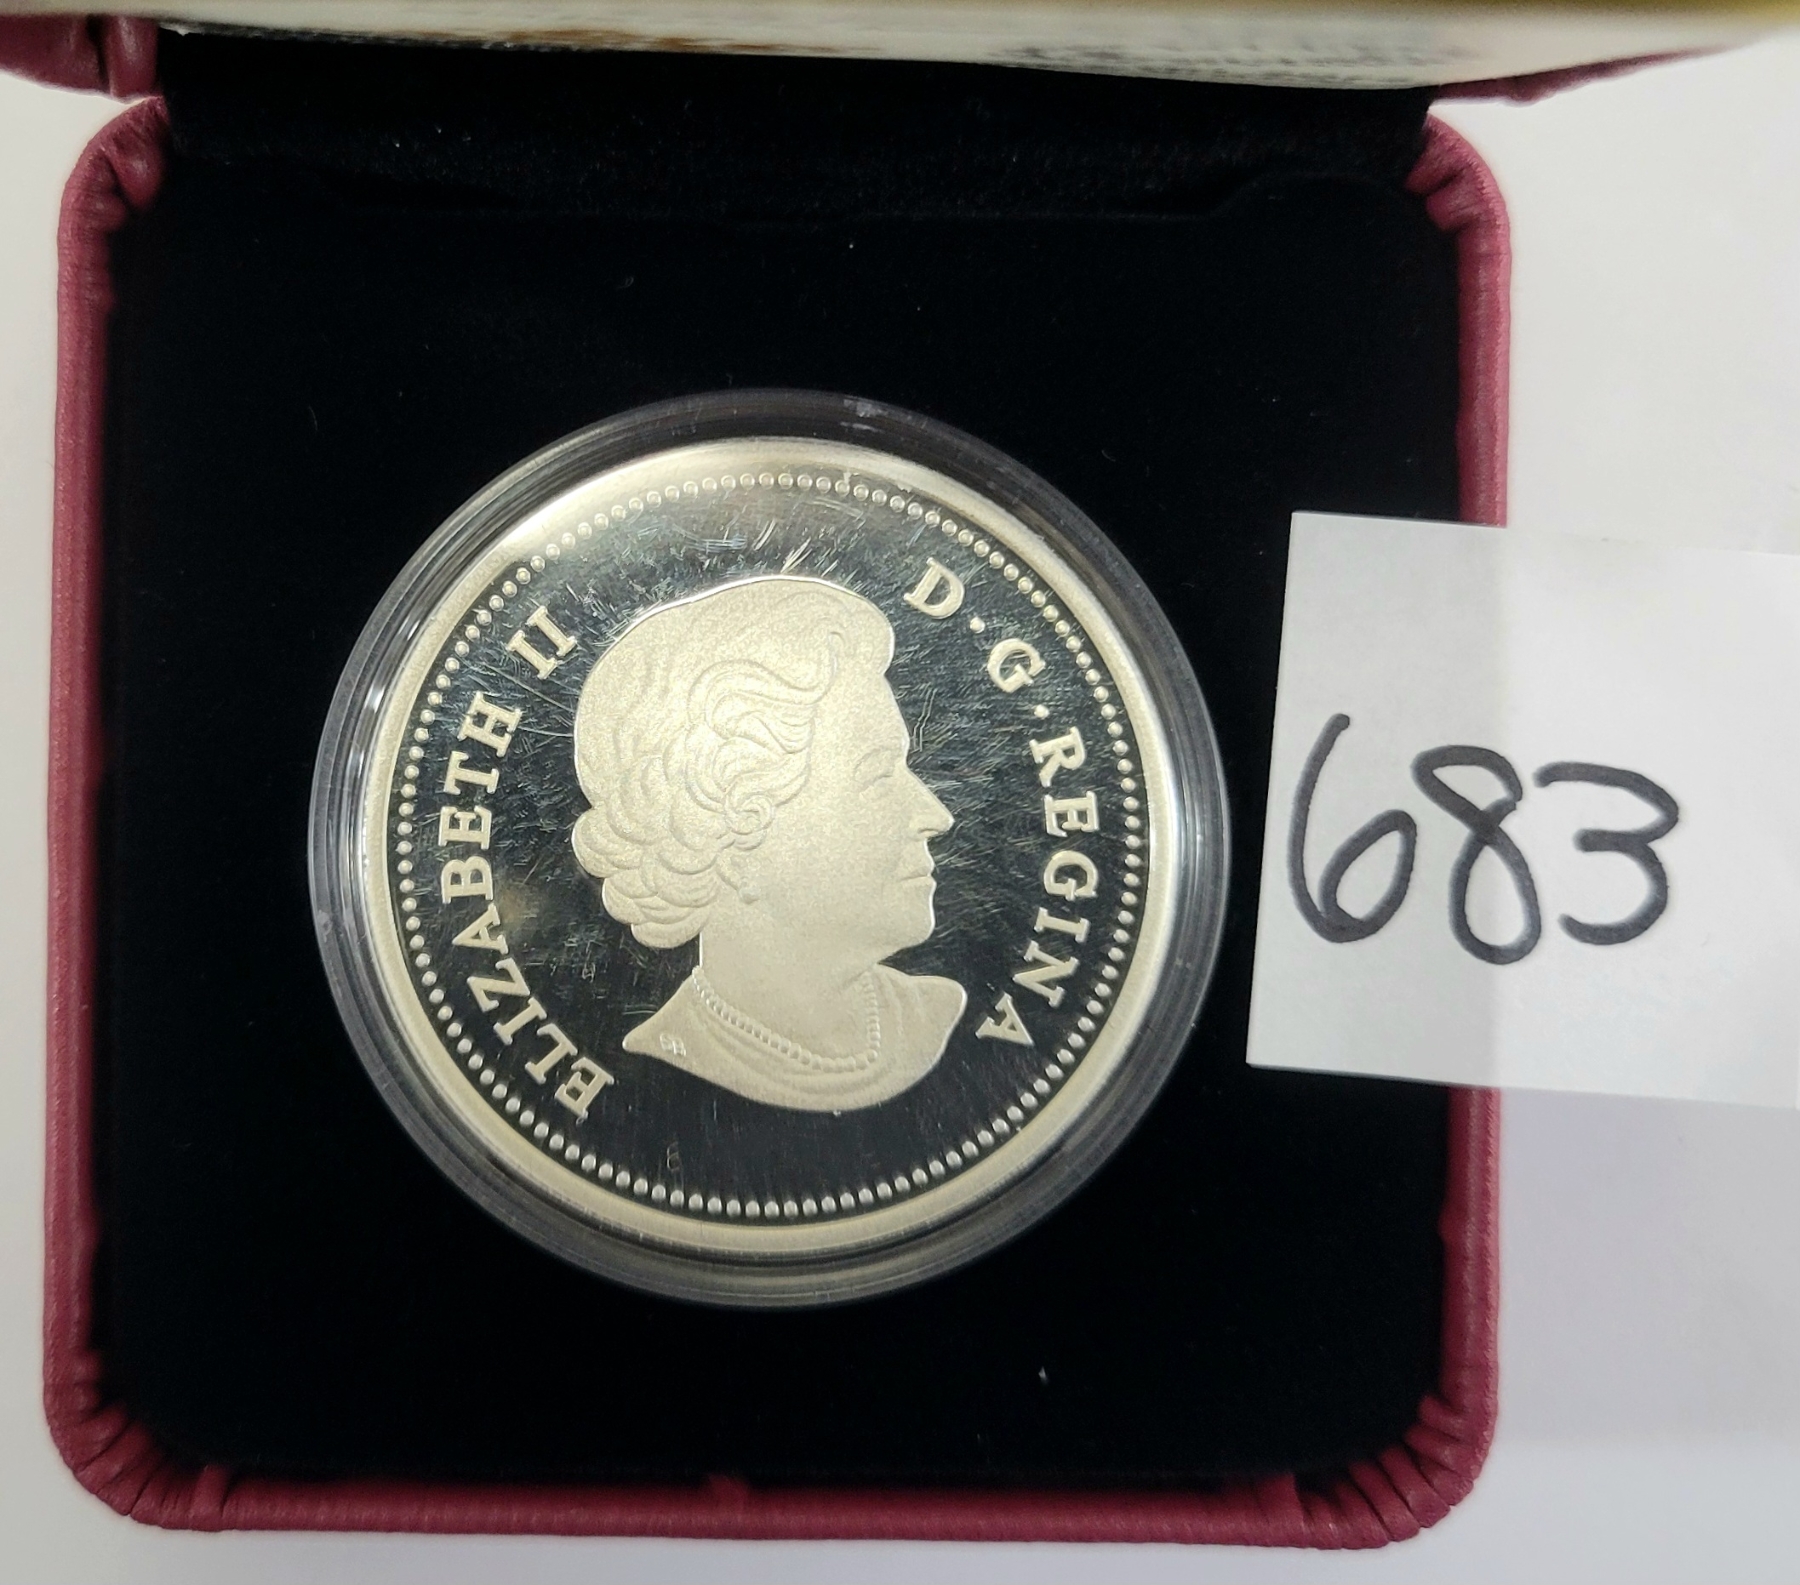 ELIZABETH II D·G·REGINA
683